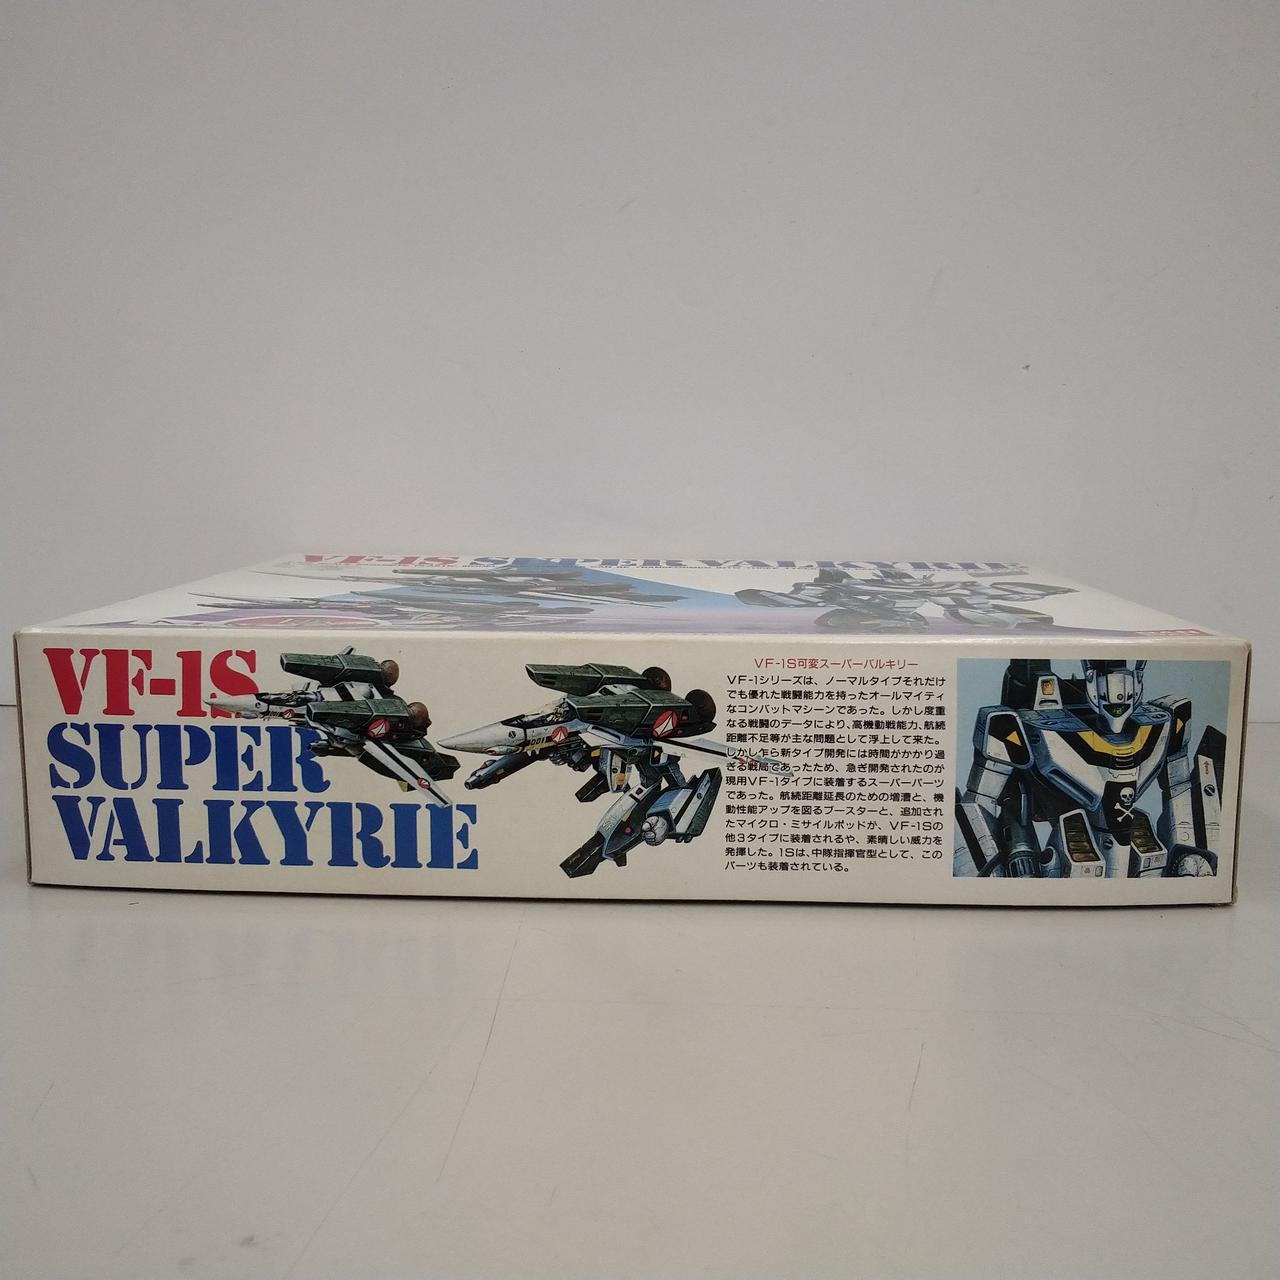 VF-1S SUPER VALKYRIE
VF-1S
SUPER
VALKYRIE
001
VF-1S可変スーパーバルキリー
VF-1シリーズは、ノーマルタイプそれだけ
でも優れた戦闘能力を持ったオールマイティ
なコンバットマシーンであった。しかし度重
なる戦闘のデータにより、高機動戦能力、航続
距離不足等が主な問題として浮上して来た。
しかし乍ら新タイプ開発には時間がかかり過
ぎる戦局であったため、急ぎ開発されたのが
現用VF-1タイプに装着するスーパーパーツ
であった。航続距離延長のための増漕と、機
動性能アップを図るブースターと、追加され
たマイクロ・ミサイルポッドが、VF-1Sの
他3タイプに装着されるや、素晴しい威力を
発揮した。1Sは、中隊指揮官型として、この
パーツも装着されている。